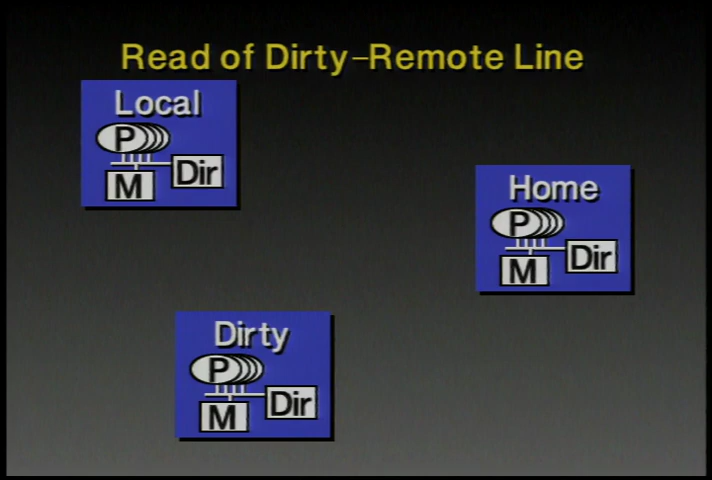 Read of Dirty-Remote Line
Local
P
Dir
M
Home
P
Dir
M
Dirty
P
Dir
M